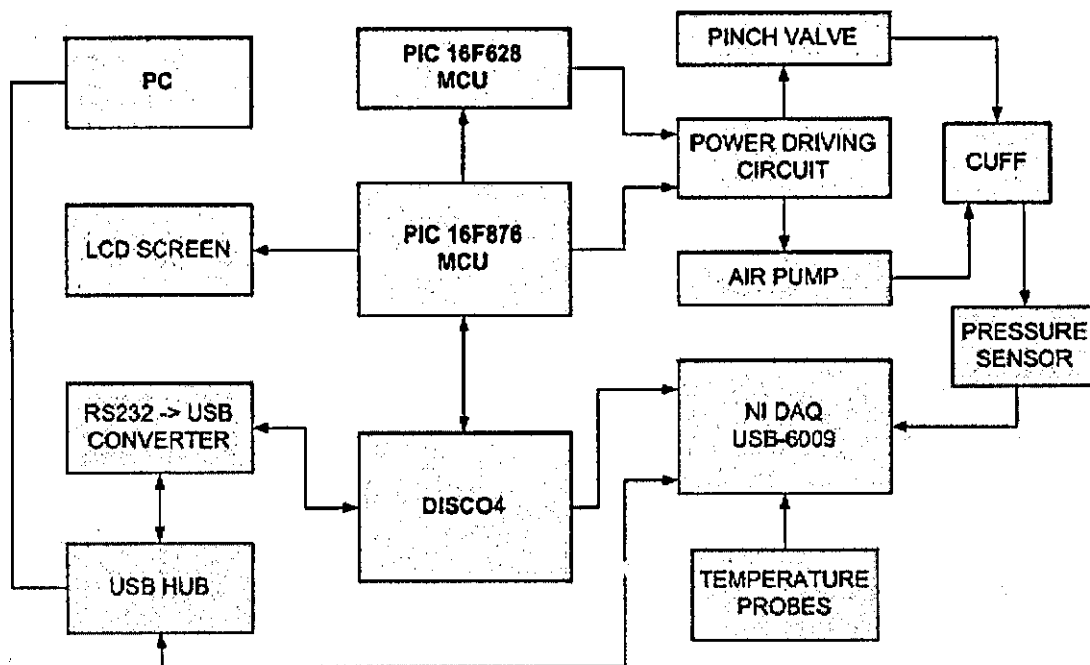 PC
PIC 16F628
MCU
PINCH VALVE
POWER DRIVING
CIRCUIT
CUFF
LCD SCREEN
PIC 16F876
MCU
AIR PUMP
PRESSURE
SENSOR
RS232 -> USB
CONVERTER
NI DAQ
USB-6009
DISCO4
USB HUB
TEMPERATURE
PROBES